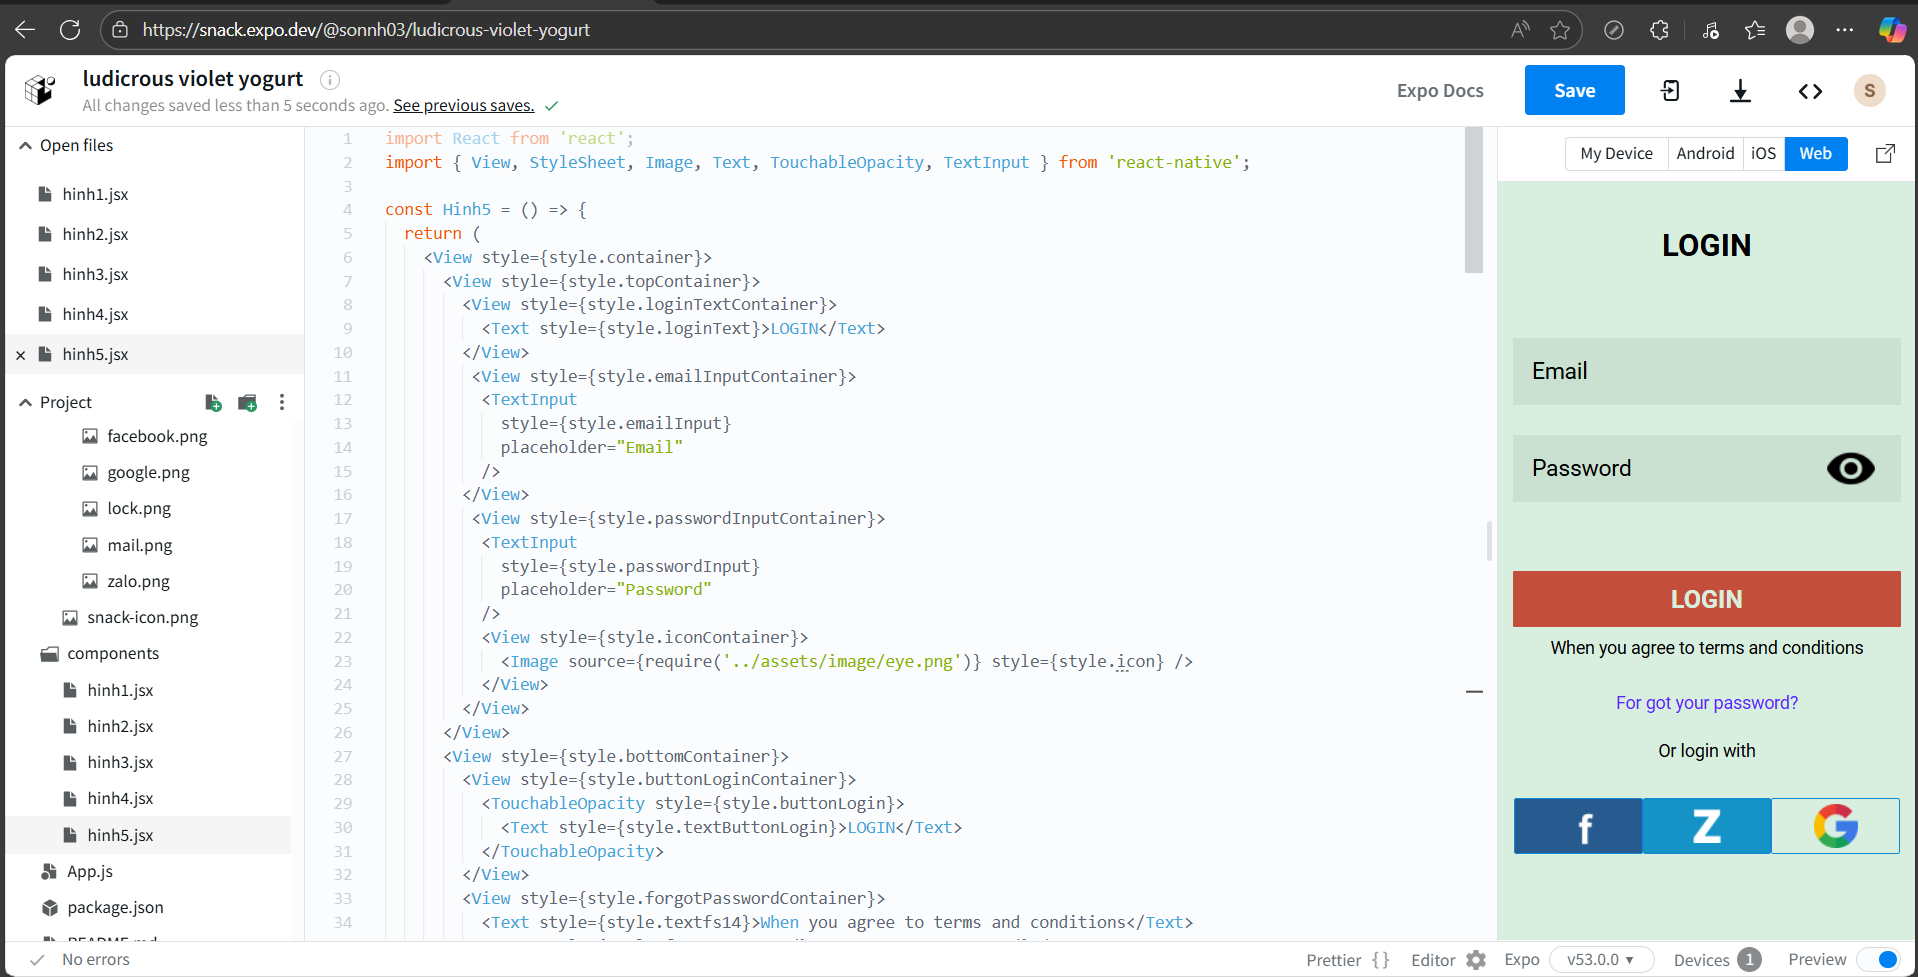 https://snack.expo.dev/@sonnh03/ludicrous-violet-yogurt
ludicrous violet yogurt
All changes saved less than 5 seconds ago. See previous saves.
Expo Docs
Save
S
Open files
hinh1.jsx
hinh2.jsx
hinh3.jsx
hinh4.jsx
hinh5.jsx
Project
facebook.png
google.png
lock.png
mail.png
zalo.png
snack-icon.png
components
hinh1.jsx
hinh2.jsx
hinh3.jsx
hinh4.jsx
hinh5.jsx
App.js
package.json
README.md
1 import React from 'react';
2 import { View, StyleSheet, Image, Text, TouchableOpacity, TextInput } from 'react-native';
3
4 const Hinh5 = () => {
5 return (
6 <View style={style.container}>
7 <View style={style.topContainer}>
8 <View style={style.loginTextContainer}>
9 <Text style={style.loginText}>LOGIN</Text>
10 </View>
11 <View style={style.emailInputContainer}>
12 <TextInput
13 style={style.emailInput}
14 placeholder="Email"
15 />
16 </View>
17 <View style={style.passwordInputContainer}>
18 <TextInput
19 style={style.passwordInput}
20 placeholder="Password"
21 />
22 <View style={style.iconContainer}>
23 <Image source={require('../assets/image/eye.png')} style={style.icon} />
24 </View>
25 </View>
26 </View>
27 <View style={style.bottomContainer}>
28 <View style={style.buttonLoginContainer}>
29 <TouchableOpacity style={style.buttonLogin}>
30 <Text style={style.textButtonLogin}>LOGIN</Text>
31 </TouchableOpacity>
32 </View>
33 <View style={style.forgotPasswordContainer}>
34 <Text style={style.textfs14}>When you agree to terms and conditions</Text>
My Device
Android
iOS
Web
LOGIN
Email
Password
LOGIN
When you agree to terms and conditions
For got your password?
Or login with
f
Z
G
No errors
Prettier {}
Editor
Expo
v53.0.0
Devices 1
Preview